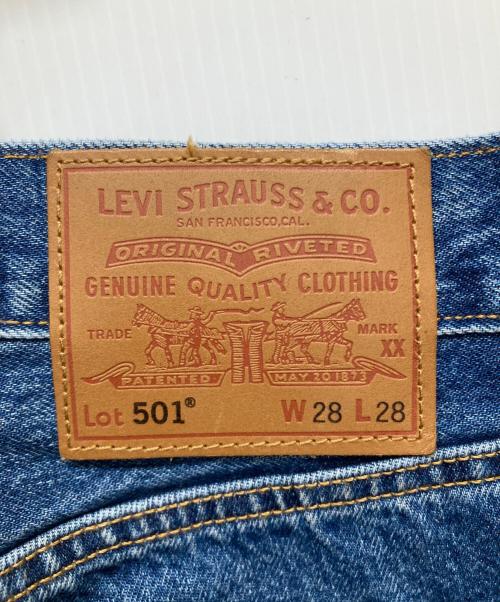 LEVI STRAUSS & CO.
SAN FRANCISCO, CAL.
ORIGINAL RIVETED
GENUINE QUALITY CLOTHING
TRADE MARK
XX
PATENTED MAY 20 1873
Lot 501® W 28 L 28